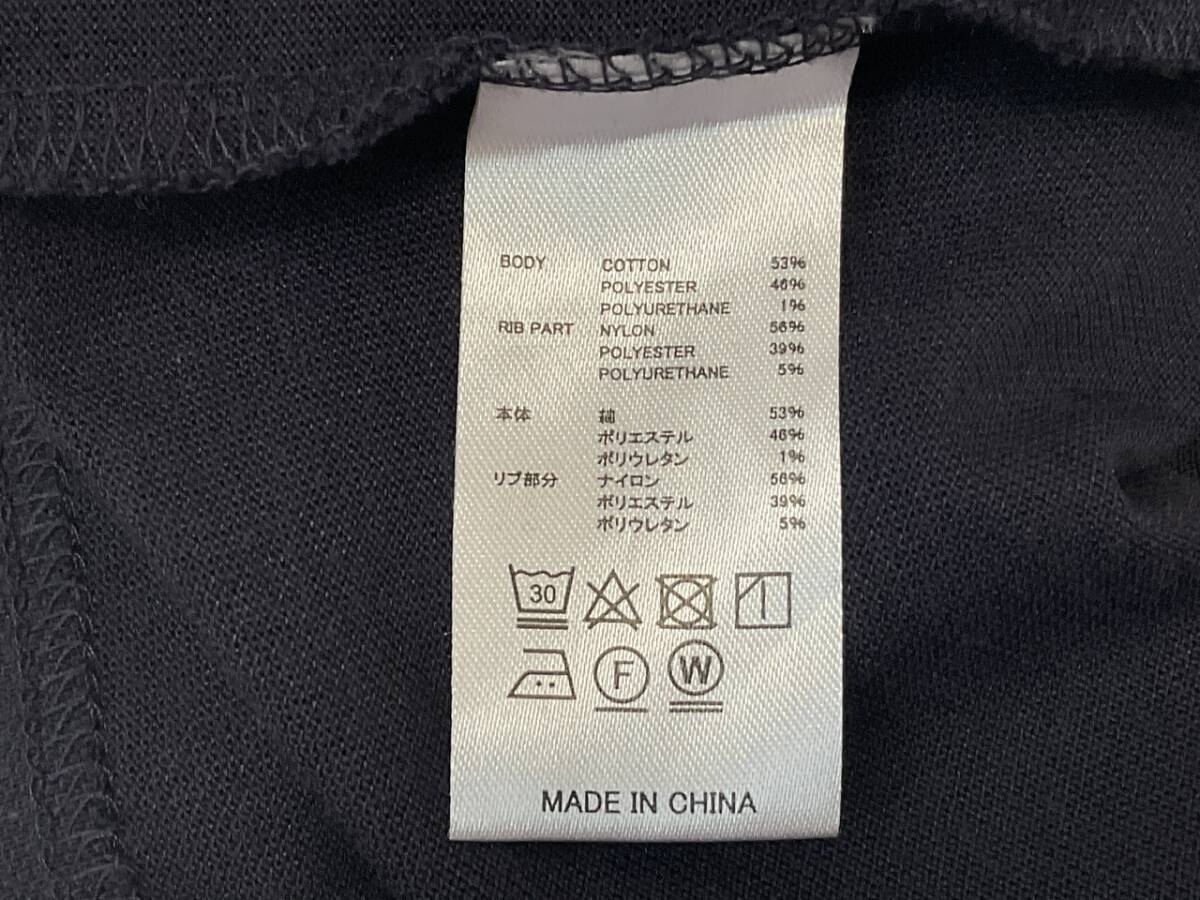 BODY COTTON 53%
POLYESTER 46%
POLYURETHANE 1%
RIB PART NYLON 56%
POLYESTER 39%
POLYURETHANE 5%
本体 綿 53%
ポリエステル 46%
ポリウレタン 1%
リブ部分 ナイロン 56%
ポリエステル 39%
ポリウレタン 5%
30
F W
MADE IN CHINA